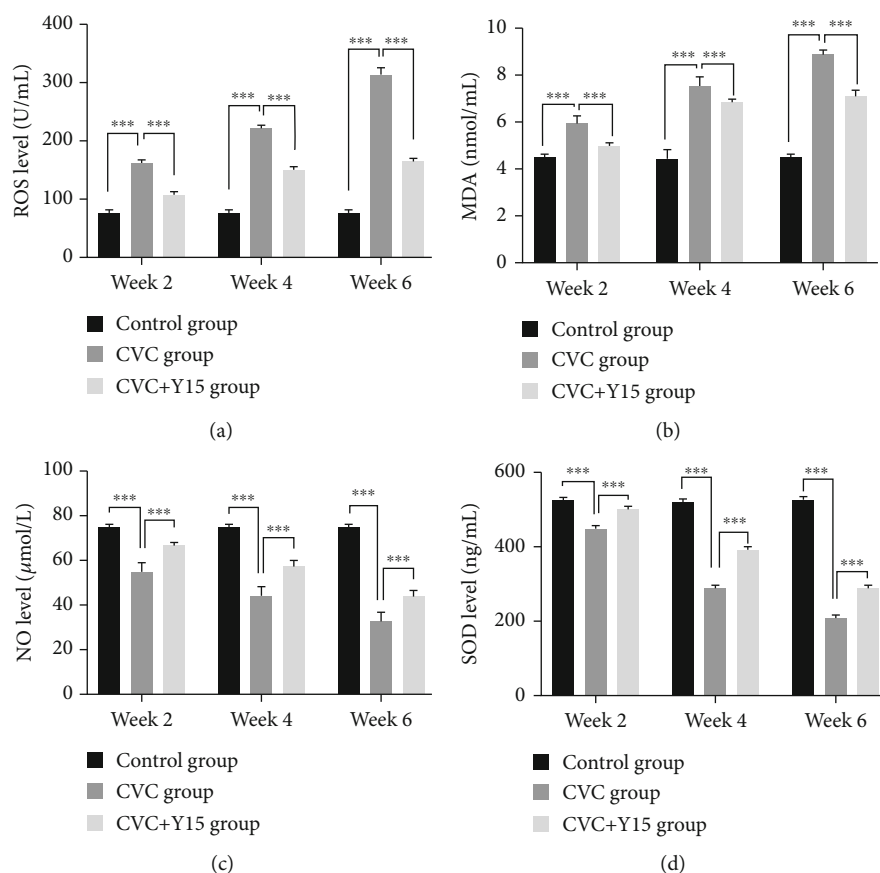 ROS level (U/mL)
400
300
200
100
0
*** ***
*** ***
*** ***
Week 2 Week 4 Week 6
Control group
CVC group
CVC+Y15 group
(a)
MDA (nmol/mL)
10
8
6
4
2
0
*** ***
*** ***
*** ***
Week 2 Week 4 Week 6
Control group
CVC group
CVC+Y15 group
(b)
NO level (μmol/L)
100
80
60
40
20
0
*** ***
*** ***
*** ***
Week 2 Week 4 Week 6
Control group
CVC group
CVC+Y15 group
(c)
SOD level (ng/mL)
600
400
200
0
*** ***
*** ***
*** ***
Week 2 Week 4 Week 6
Control group
CVC group
CVC+Y15 group
(d)